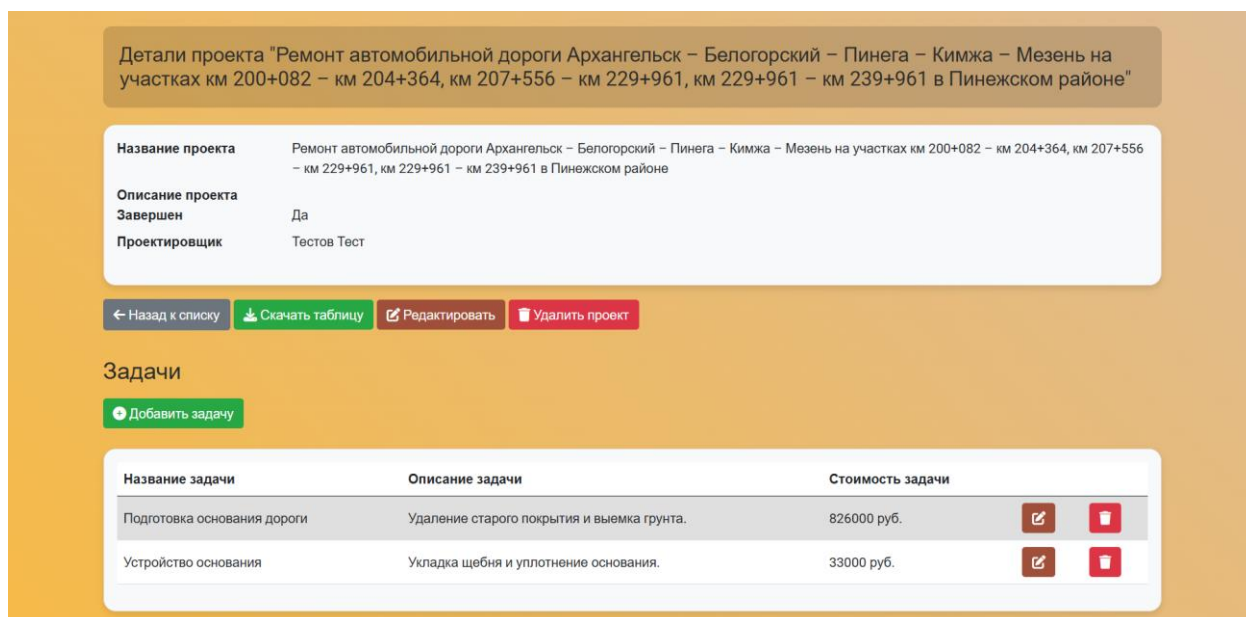 Детали проекта "Ремонт автомобильной дороги Архангельск – Белогорский – Пинега – Кимжа – Мезень на
участках км 200+082 – км 204+364, км 207+556 – км 229+961, км 229+961 – км 239+961 в Пинежском районе"
Название проекта Ремонт автомобильной дороги Архангельск – Белогорский – Пинега – Кимжа – Мезень на участках км 200+082 – км 204+364, км 207+556
– км 229+961, км 229+961 – км 239+961 в Пинежском районе
Описание проекта
Завершен Да
Проектировщик Тестов Тест
Назад к списку Скачать таблицу Редактировать Удалить проект
Задачи
Добавить задачу
Название задачи Описание задачи Стоимость задачи
Подготовка основания дороги Удаление старого покрытия и выемка грунта. 826000 руб.
Устройство основания Укладка щебня и уплотнение основания. 33000 руб.